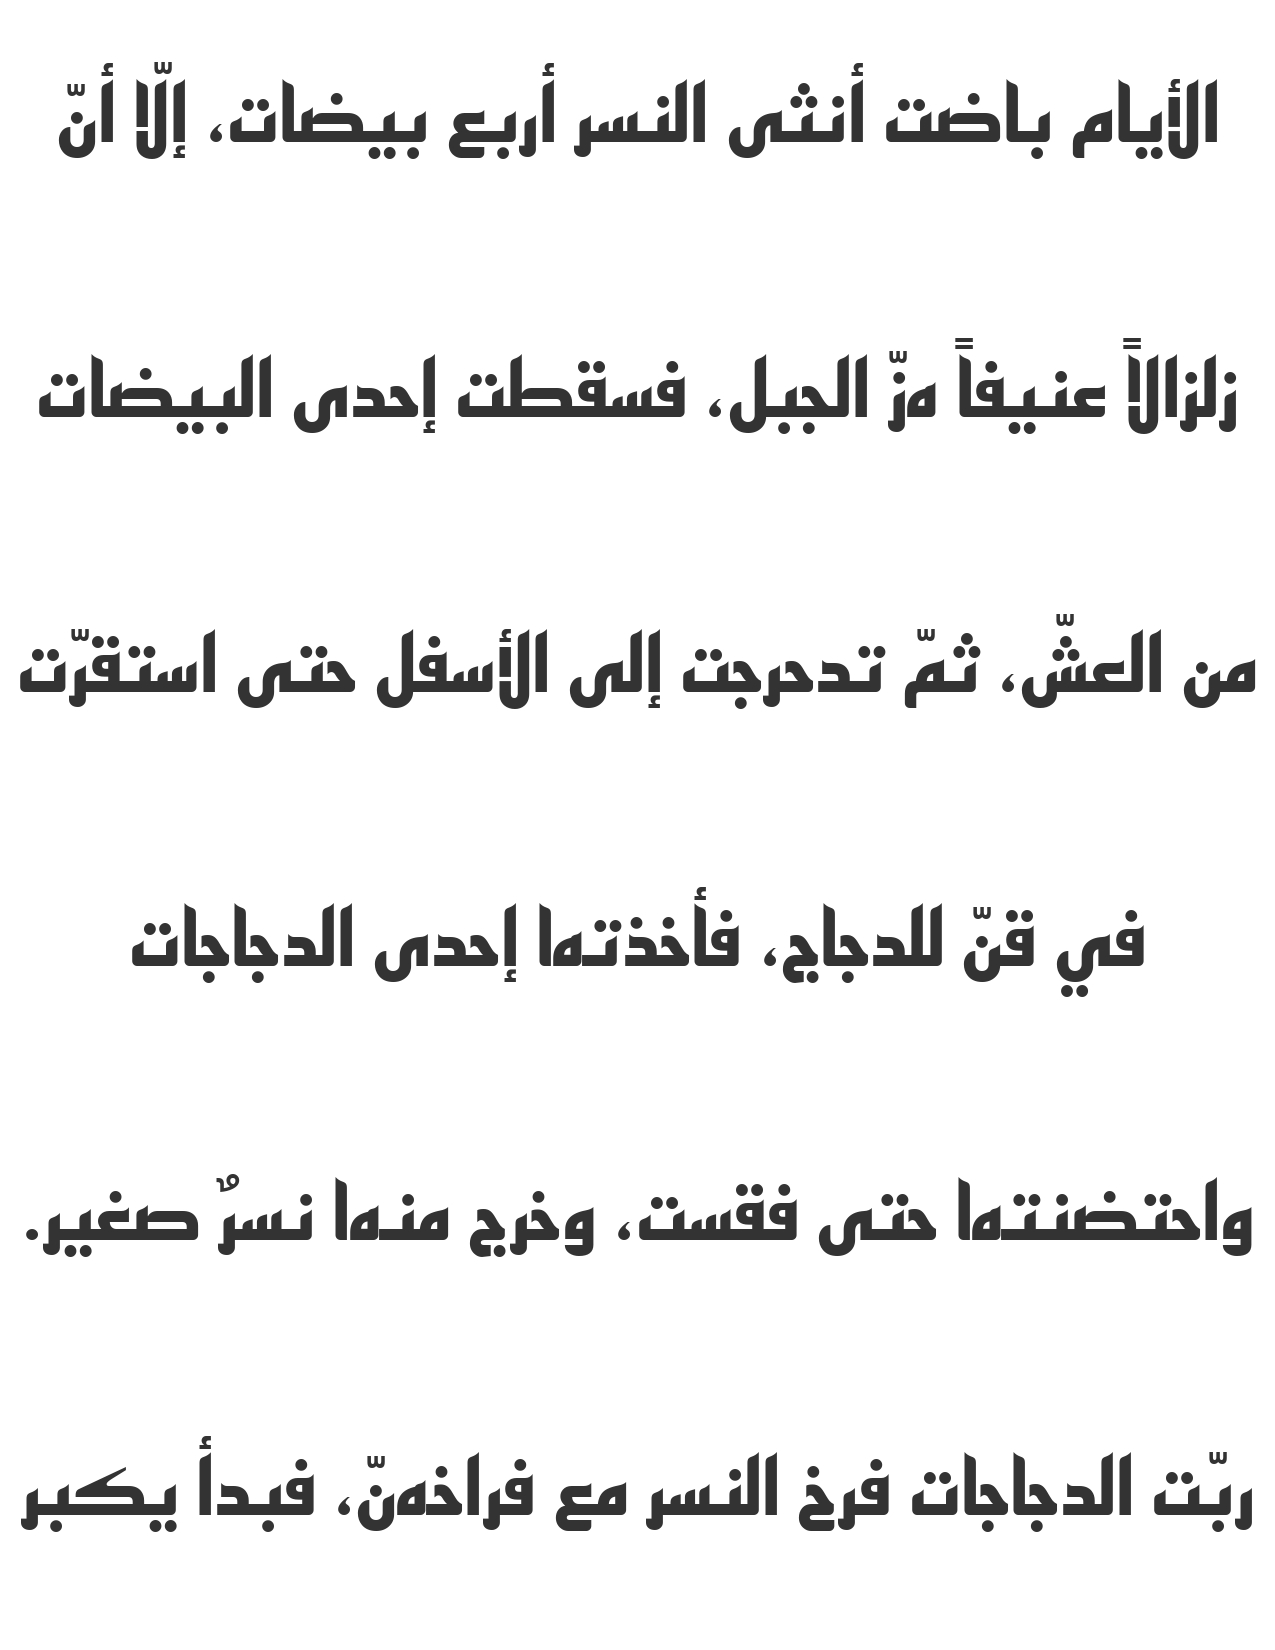 الأيام باضت أنثى النسر أربع بيضات، إلّا أنّ
زلزالاً عنيفاً هزّ الجبل، فسقطت إحدى البيضات
من العشّ، ثمّ تدحرجت إلى الأسفل حتى استقرّت
في قنّ للدجاج، فأخذتها إحدى الدجاجات
واحتضنتها حتى فقست، وخرج منها نسرٌ صغير.
ربّت الدجاجات فرخ النسر مع فراخهنّ، فبدأ يكبر